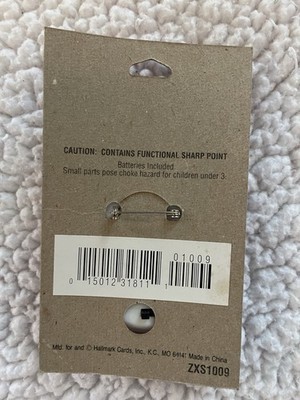 CAUTION: CONTAINS FUNCTIONAL SHARP POINT
Batteries Included.
Small parts pose choke hazard for children under 3.
01009
0 15012 31811 1
Mfd. for and © Hallmark Cards, Inc., K.C., MO 64141 Made in China
ZXS1009